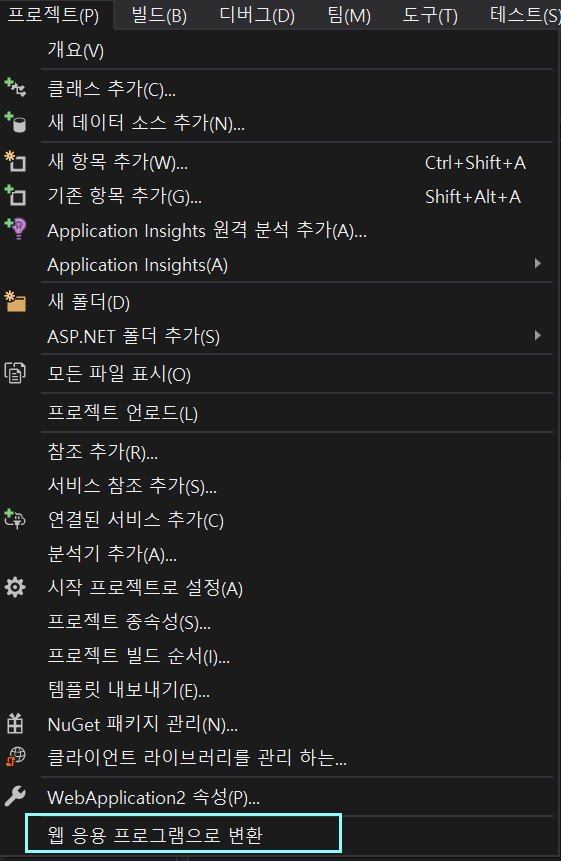 프로젝트(P) 빌드(B) 디버그(D) 팀(M) 도구(T) 테스트(S)
개요(V)
클래스 추가(C)...
새 데이터 소스 추가(N)...
새 항목 추가(W)... Ctrl+Shift+A
기존 항목 추가(G)... Shift+Alt+A
Application Insights 원격 분석 추가(A)...
Application Insights(A)
새 폴더(D)
ASP.NET 폴더 추가(S)
모든 파일 표시(O)
프로젝트 언로드(L)
참조 추가(R)...
서비스 참조 추가(S)...
연결된 서비스 추가(C)
분석기 추가(A)...
시작 프로젝트로 설정(A)
프로젝트 종속성(S)...
프로젝트 빌드 순서(I)...
템플릿 내보내기(E)...
NuGet 패키지 관리(N)...
클라이언트 라이브러리를 관리 하는...
WebApplication2 속성(P)...
웹 응용 프로그램으로 변환